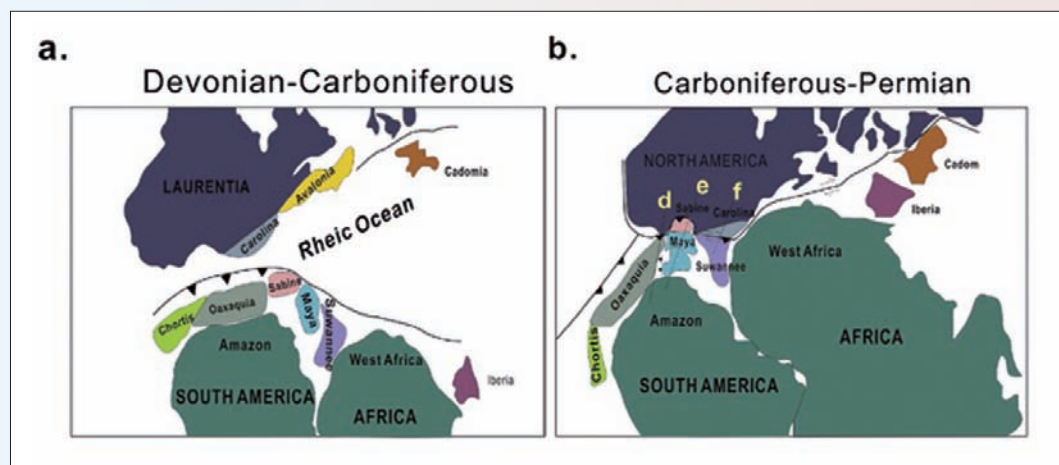 a.
Devonian-Carboniferous
LAURENTIA
Avalonia
Cadomia
Carolina
Rheic Ocean
Chortis
Oaxaquia
Sabine
Maya
Suwannee
Amazon
West Africa
SOUTH AMERICA
AFRICA
Iberia
b.
Carboniferous-Permian
NORTH AMERICA
Cadom
d
e
f
Sabine
Carolina
Iberia
Maya
Suwannee
West Africa
Oaxaquia
Amazon
AFRICA
Chortis
SOUTH AMERICA